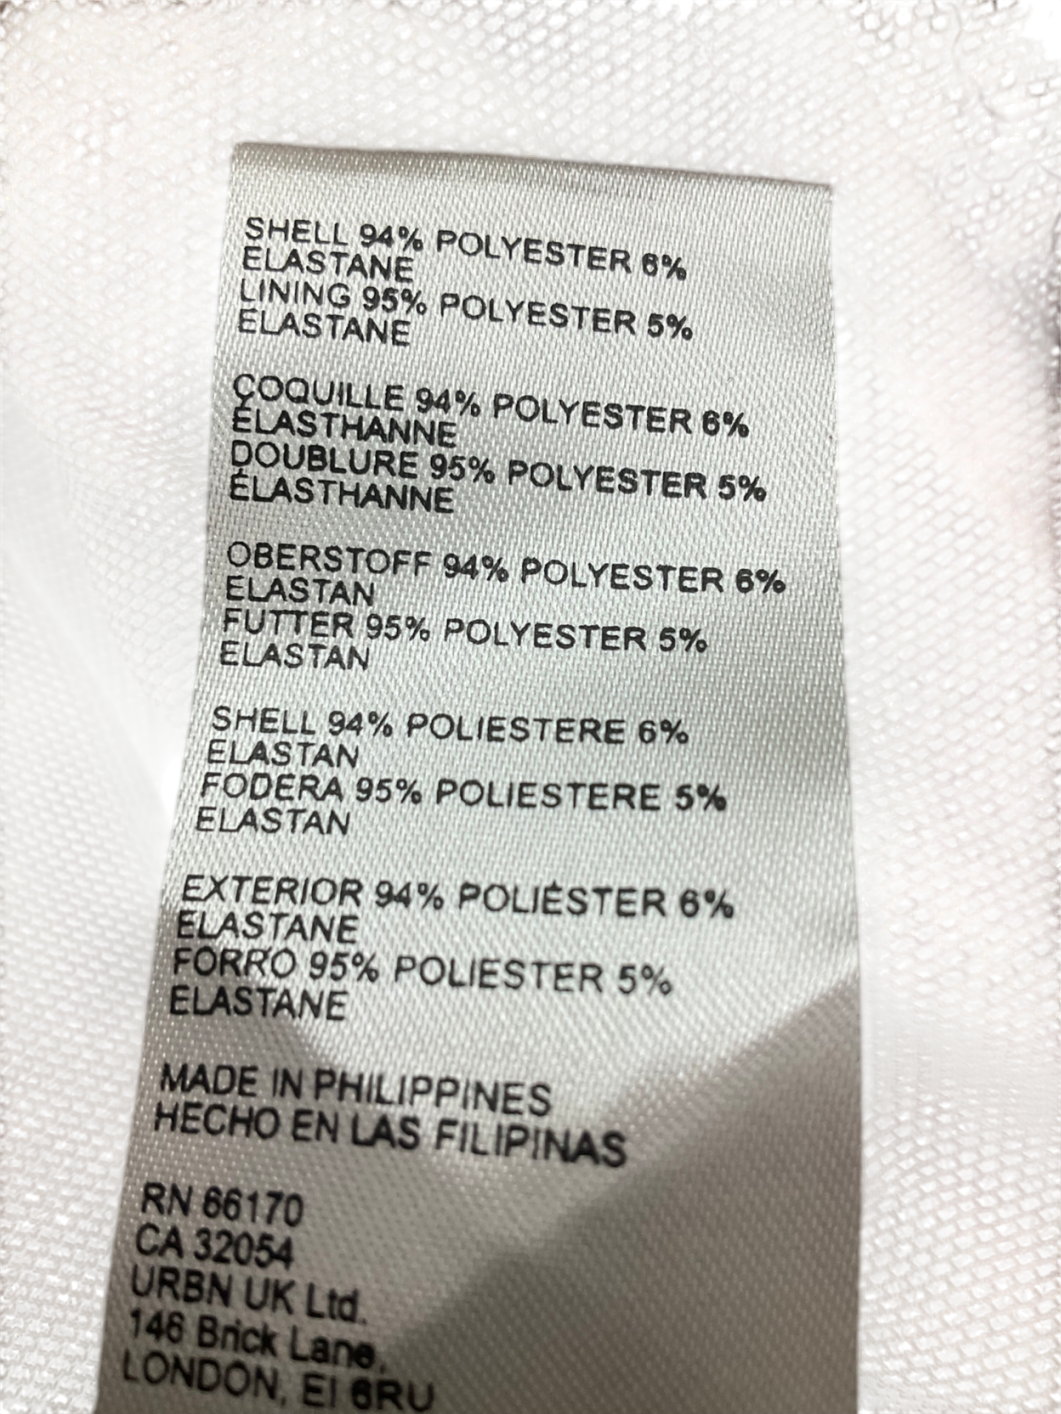 SHELL 94% POLYESTER 6%
ELASTANE
LINING 95% POLYESTER 5%
ELASTANE
COQUILLE 94% POLYESTER 6%
ÉLASTHANNE
DOUBLURE 95% POLYESTER 5%
ÉLASTHANNE
OBERSTOFF 94% POLYESTER 6%
ELASTAN
FUTTER 95% POLYESTER 5%
ELASTAN
SHELL 94% POLIESTERE 6%
ELASTAN
FODERA 95% POLIESTERE 5%
ELASTAN
EXTERIOR 94% POLIÉSTER 6%
ELASTANE
FORRO 95% POLIESTER 5%
ELASTANE
MADE IN PHILIPPINES
HECHO EN LAS FILIPINAS
RN 66170
CA 32054
URBN UK Ltd.
146 Brick Lane,
LONDON, EI 6RU